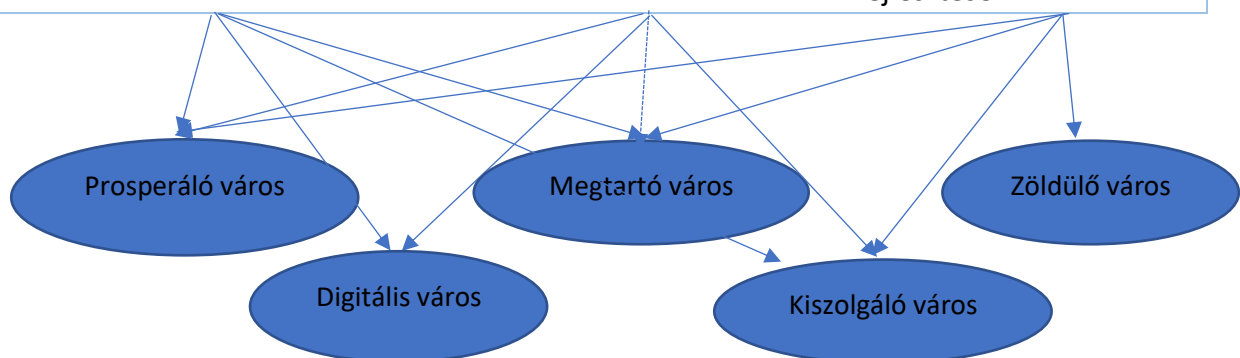 Prosperáló város
Megtartó város
Zöldülő város
Digitális város
Kiszolgáló város